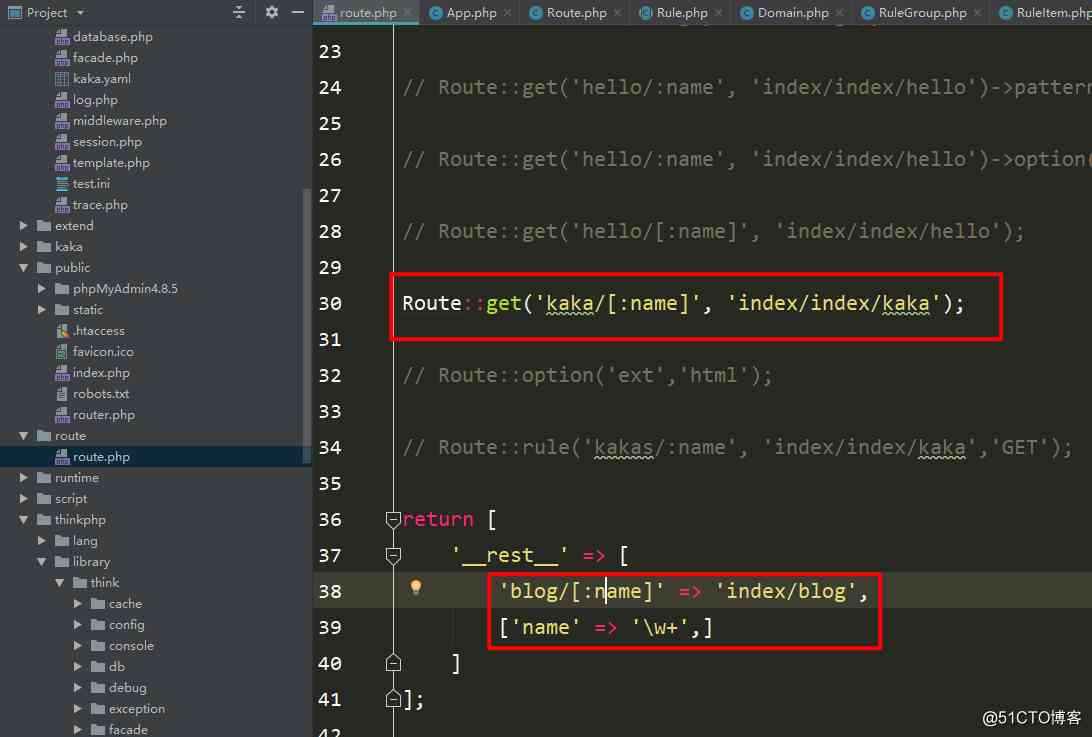 Project
route.php
App.php
Route.php
Rule.php
Domain.php
RuleGroup.php
RuleItem.php
database.php
facade.php
kaka.yaml
log.php
middleware.php
session.php
template.php
test.ini
trace.php
extend
kaka
public
phpMyAdmin4.8.5
static
.htaccess
favicon.ico
index.php
robots.txt
router.php
route
route.php
runtime
script
thinkphp
lang
library
think
cache
config
console
db
debug
exception
facade
23
24 // Route::get('hello/:name', 'index/index/hello')->pattern
25
26 // Route::get('hello/:name', 'index/index/hello')->option(
27
28 // Route::get('hello/[:name]', 'index/index/hello');
29
30 Route::get('kaka/[:name]', 'index/index/kaka');
31
32 // Route::option('ext','html');
33
34 // Route::rule('kakas/:name', 'index/index/kaka','GET');
35
36 return [
37 '__rest__' => [
38 'blog/[:name]' => 'index/blog',
39 ['name' => '\w+',]
40 ]
41 ];
42
@51CTO博客